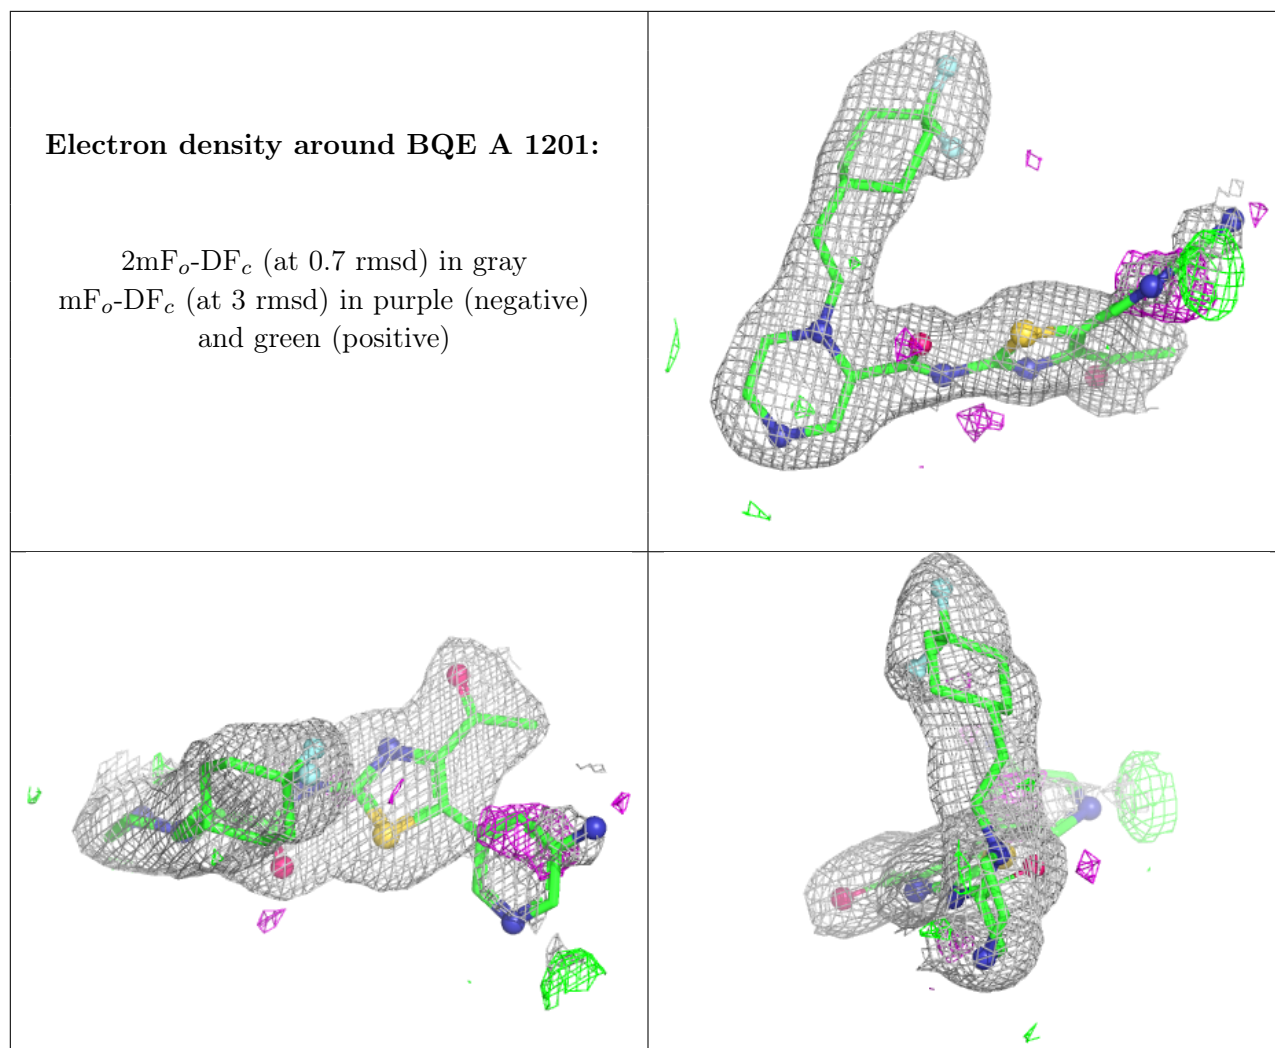 Electron density around BQE A 1201:
2mFo-DFc (at 0.7 rmsd) in gray
mFo-DFc (at 3 rmsd) in purple (negative)
and green (positive)